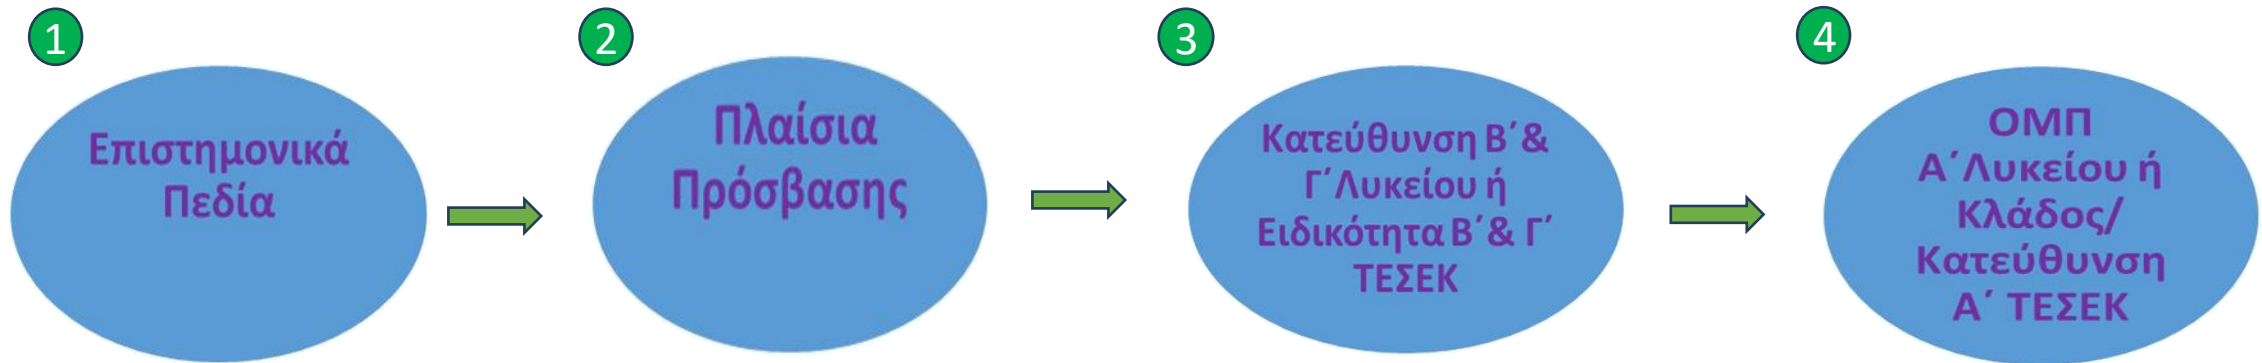 1
Επιστημονικά
Πεδία
2
Πλαίσια
Πρόσβασης
3
Κατεύθυνση Β΄&
Γ΄Λυκείου ή
Ειδικότητα Β΄& Γ΄
ΤΕΣΕΚ
4
ΟΜΠ
Α΄Λυκείου ή
Κλάδος/
Κατεύθυνση
Α΄ ΤΕΣΕΚ